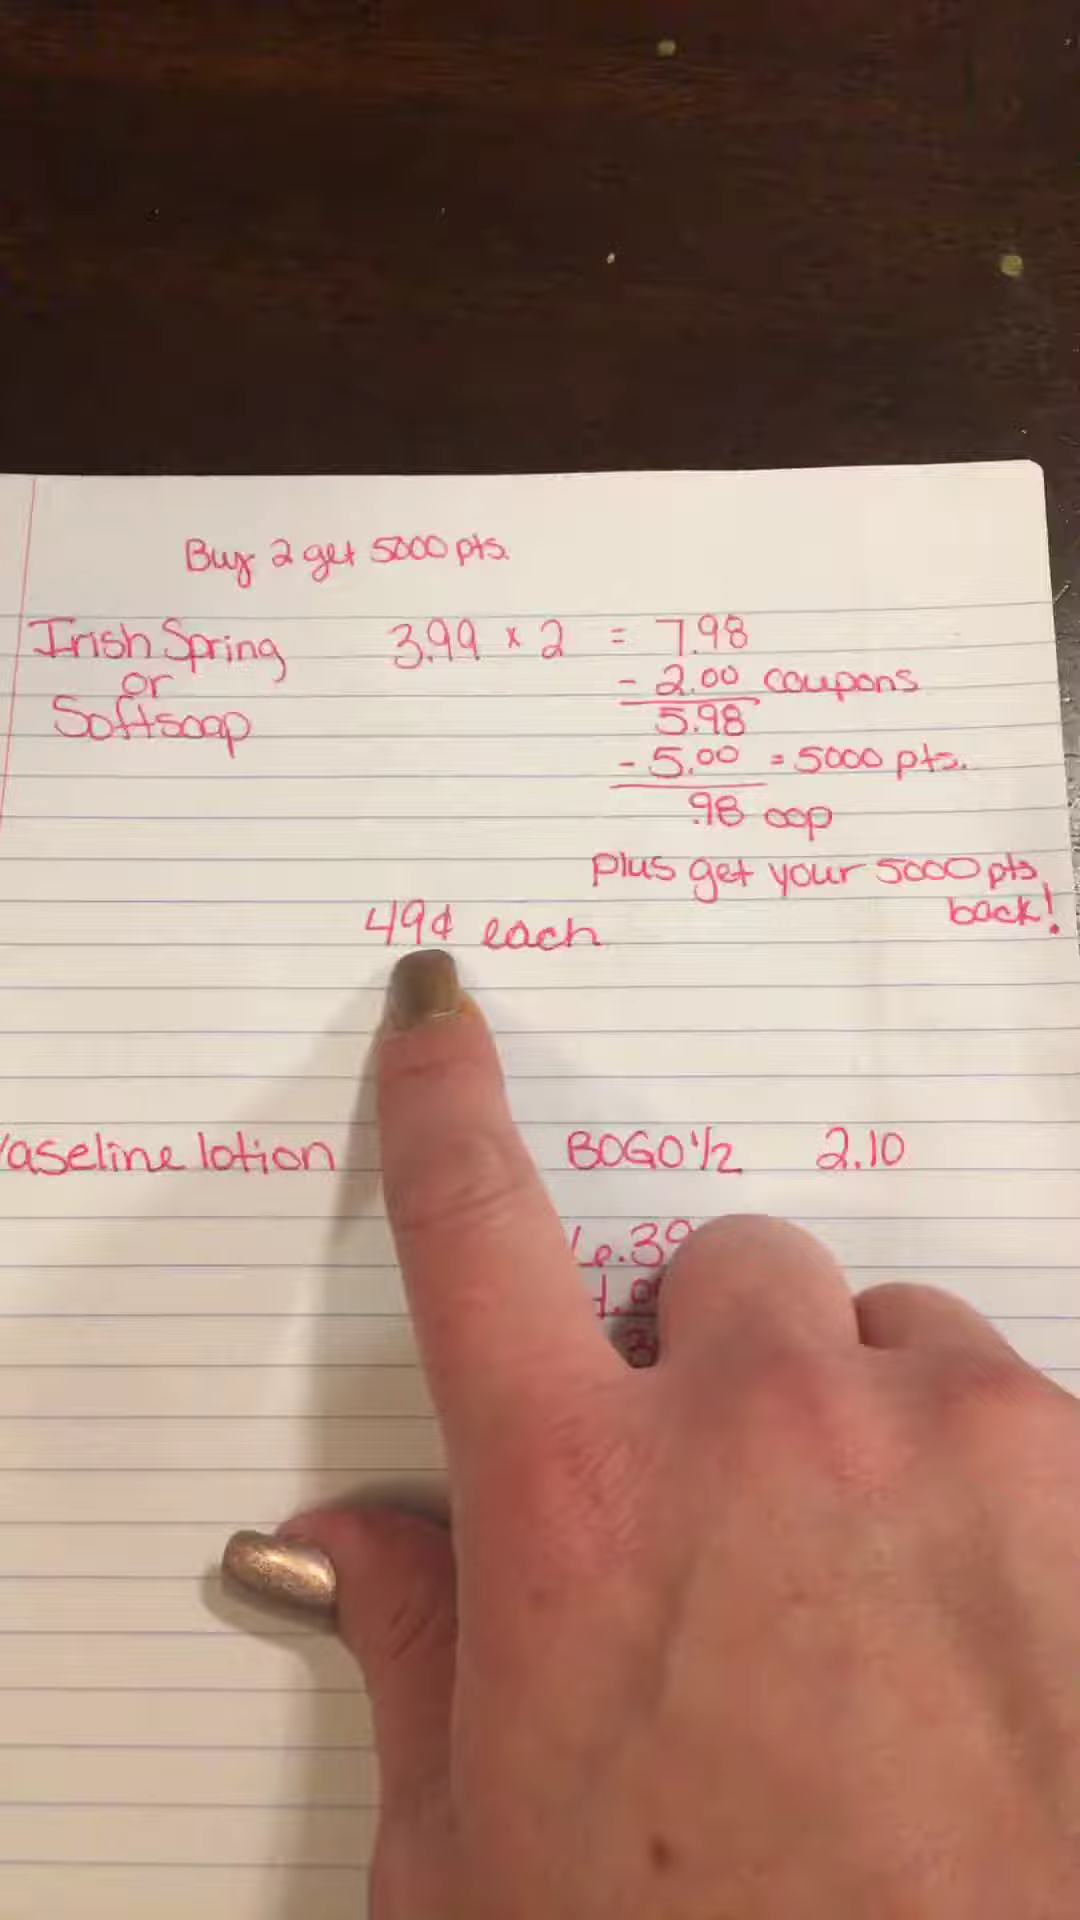 Buy 2 get 5000 pts.
Irish Spring 3.99 x 2 = 7.98
or
Softsoap
- 2.00 coupons
5.98
- 5.00 = 5000 pts.
.98 oop
plus get your 5000 pts
back!
49¢ each
Vaseline lotion BOGO 1/2 2.10